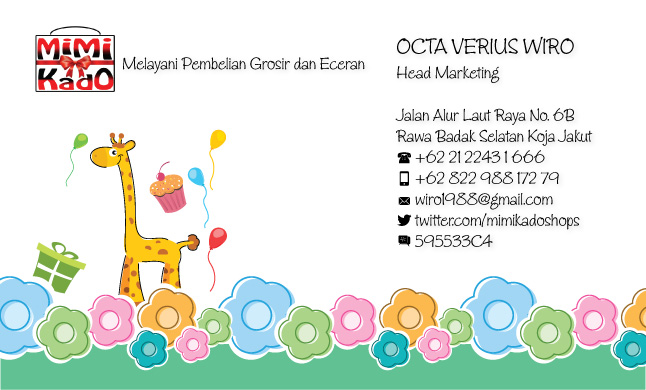 MiMi
KadO
Melayani Pembelian Grosir dan Eceran
OCTA VERIUS WIRO
Head Marketing
Jalan Alur Laut Raya No. 6B
Rawa Badak Selatan Koja Jakut
+62 21 2243 1 666
+62 822 988 172 79
wiro1988@gmail.com
twitter.com/mimikadoshops
595533C4